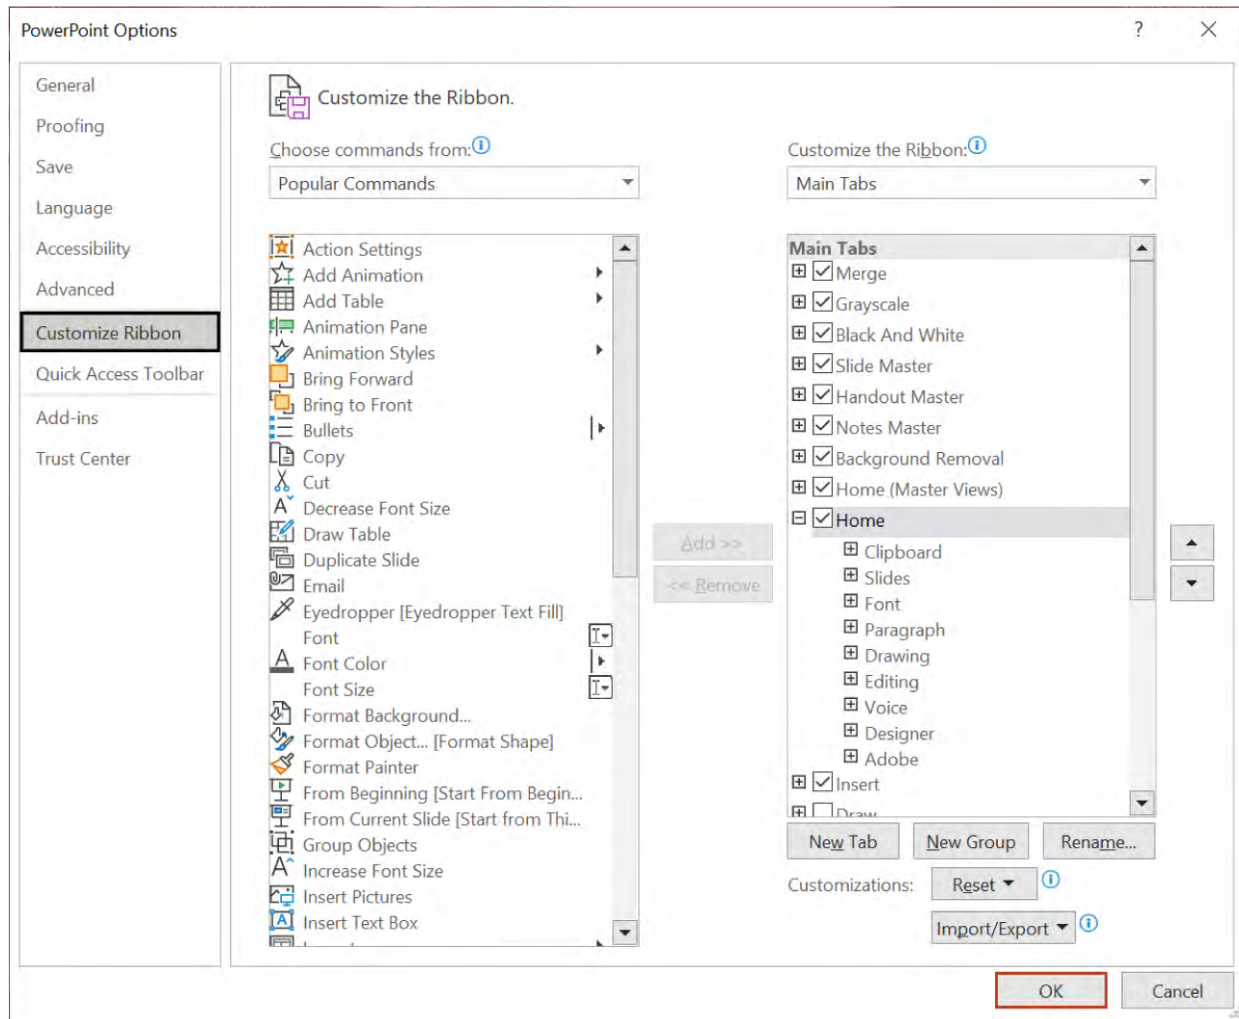 PowerPoint Options
?
General
Proofing
Save
Language
Accessibility
Advanced
Customize Ribbon
Quick Access Toolbar
Add-ins
Trust Center
Customize the Ribbon.
Choose commands from:
Popular Commands
Action Settings
Add Animation
Add Table
Animation Pane
Animation Styles
Bring Forward
Bring to Front
Bullets
Copy
Cut
Decrease Font Size
Draw Table
Duplicate Slide
Email
Eyedropper [Eyedropper Text Fill]
Font
Font Color
Font Size
Format Background...
Format Object... [Format Shape]
Format Painter
From Beginning [Start From Begin...
From Current Slide [Start from Thi...
Group Objects
Increase Font Size
Insert Pictures
Insert Text Box
Add >>
<< Remove
Customize the Ribbon:
Main Tabs
Main Tabs
Merge
Grayscale
Black And White
Slide Master
Handout Master
Notes Master
Background Removal
Home (Master Views)
Home
Clipboard
Slides
Font
Paragraph
Drawing
Editing
Voice
Designer
Adobe
Insert
Draw
New Tab
New Group
Rename...
Customizations:
Reset
Import/Export
OK
Cancel